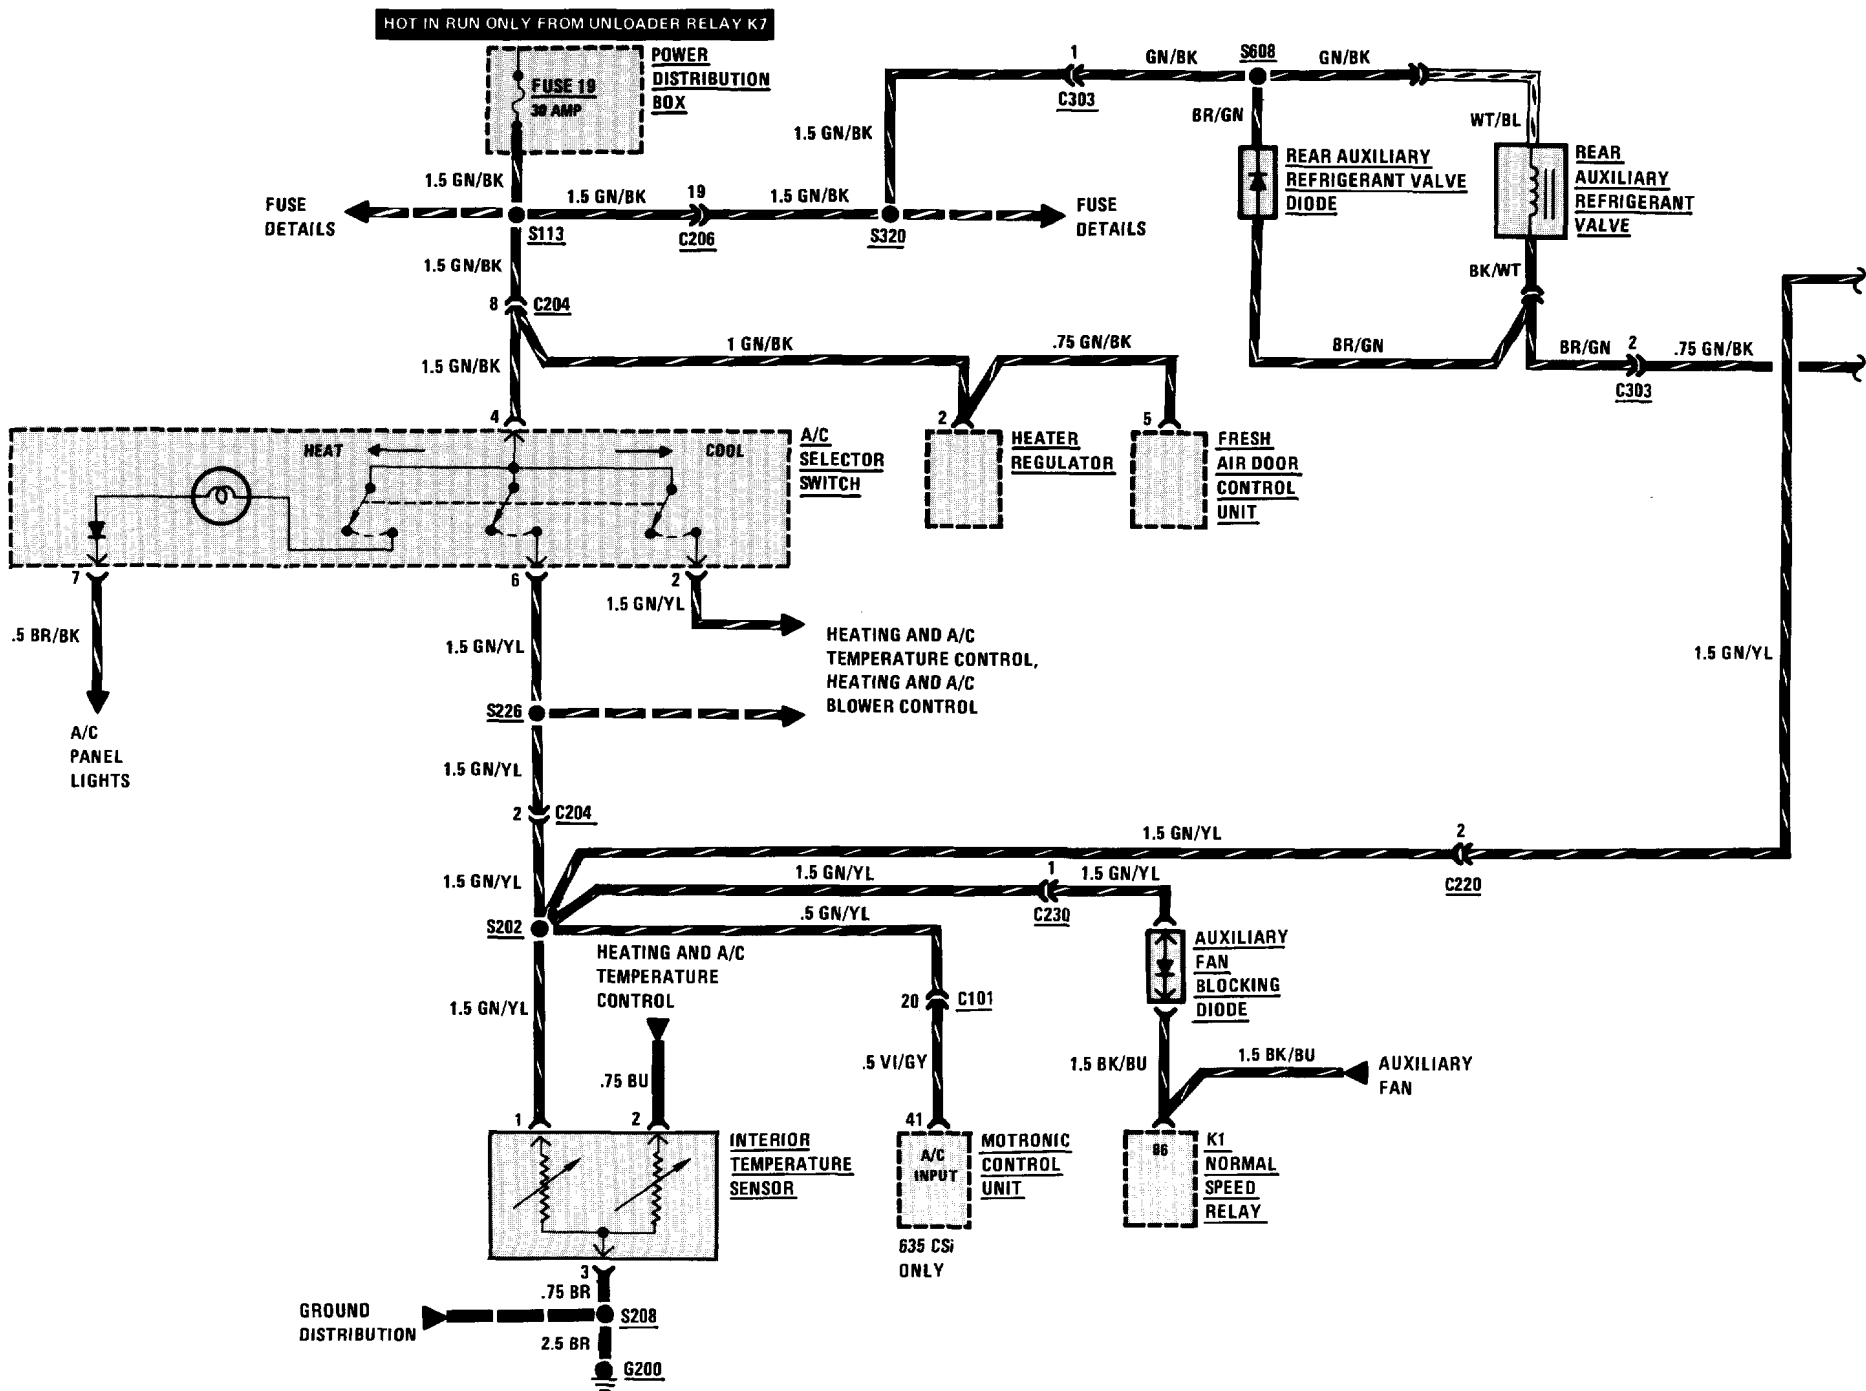 HOT IN RUN ONLY FROM UNLOADER RELAY K7
POWER
DISTRIBUTION
BOX
FUSE 19
30 AMP
1.5 GN/BK
FUSE
DETAILS
1.5 GN/BK
19
C206
1.5 GN/BK
S113
S320
FUSE
DETAILS
1.5 GN/BK
1
C303
GN/BK
S608
GN/BK
BR/GN
WT/BL
REAR AUXILIARY
REFRIGERANT VALVE
DIODE
REAR
AUXILIARY
REFRIGERANT
VALVE
BK/WT
BR/GN
BR/GN
2
C303
.75 GN/BK
1.5 GN/BK
8
C204
1.5 GN/BK
1 GN/BK
.75 GN/BK
4
2
HEATER
REGULATOR
5
FRESH
AIR DOOR
CONTROL
UNIT
A/C
SELECTOR
SWITCH
HEAT
COOL
7
6
2
.5 BR/BK
A/C
PANEL
LIGHTS
1.5 GN/YL
1.5 GN/YL
HEATING AND A/C
TEMPERATURE CONTROL,
HEATING AND A/C
BLOWER CONTROL
S226
1.5 GN/YL
1.5 GN/YL
2
C204
1.5 GN/YL
1.5 GN/YL
2
C220
1.5 GN/YL
1
C230
1.5 GN/YL
S202
.5 GN/YL
HEATING AND A/C
TEMPERATURE
CONTROL
1.5 GN/YL
.75 BU
20
C101
.5 VI/GY
AUXILIARY
FAN
BLOCKING
DIODE
1.5 BK/BU
1.5 BK/BU
AUXILIARY
FAN
1
2
INTERIOR
TEMPERATURE
SENSOR
41
A/C
INPUT
MOTRONIC
CONTROL
UNIT
635 CSi
ONLY
86
K1
NORMAL
SPEED
RELAY
3
.75 BR
GROUND
DISTRIBUTION
S208
2.5 BR
G200